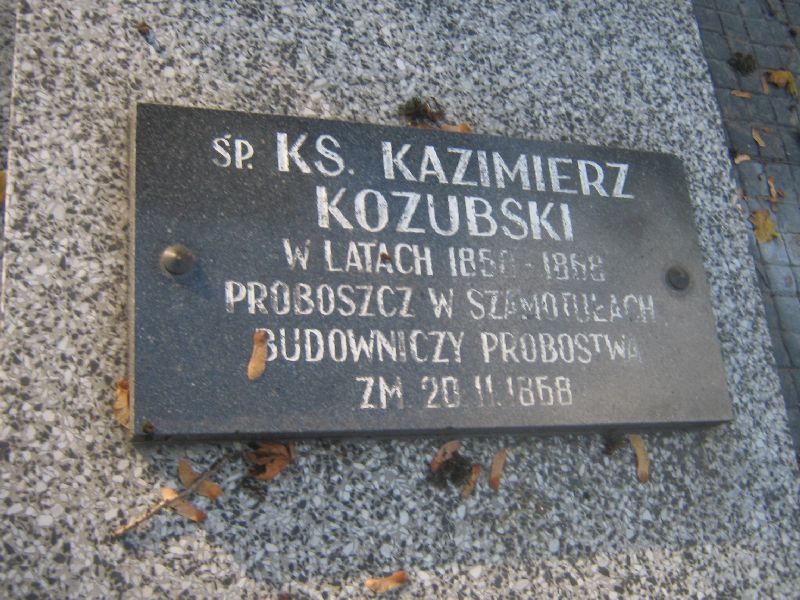 ŚP. KS. KAZIMIERZ
KOZUBSKI
W LATACH 1850-1868
PROBOSZCZ W SZAMOTUŁACH
BUDOWNICZY PROBOSTWA
ZM. 20.11.1868